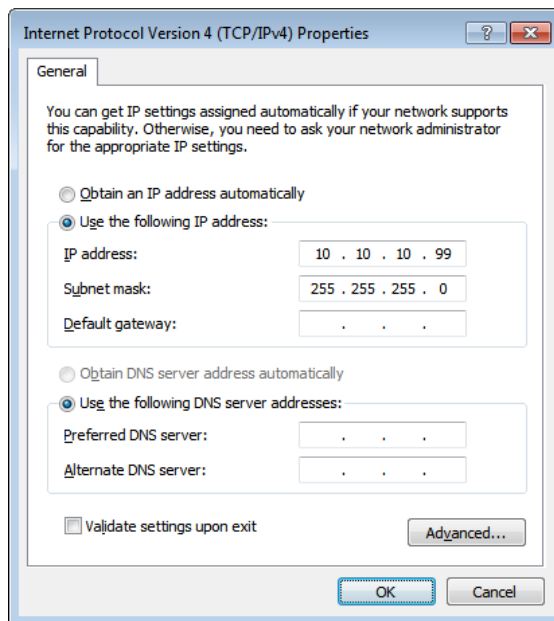 Internet Protocol Version 4 (TCP/IPv4) Properties
?
General
You can get IP settings assigned automatically if your network supports
this capability. Otherwise, you need to ask your network administrator
for the appropriate IP settings.
Obtain an IP address automatically
Use the following IP address:
IP address: 10 . 10 . 10 . 99
Subnet mask: 255 . 255 . 255 . 0
Default gateway: . . .
Obtain DNS server address automatically
Use the following DNS server addresses:
Preferred DNS server: . . .
Alternate DNS server: . . .
Validate settings upon exit
Advanced...
OK Cancel